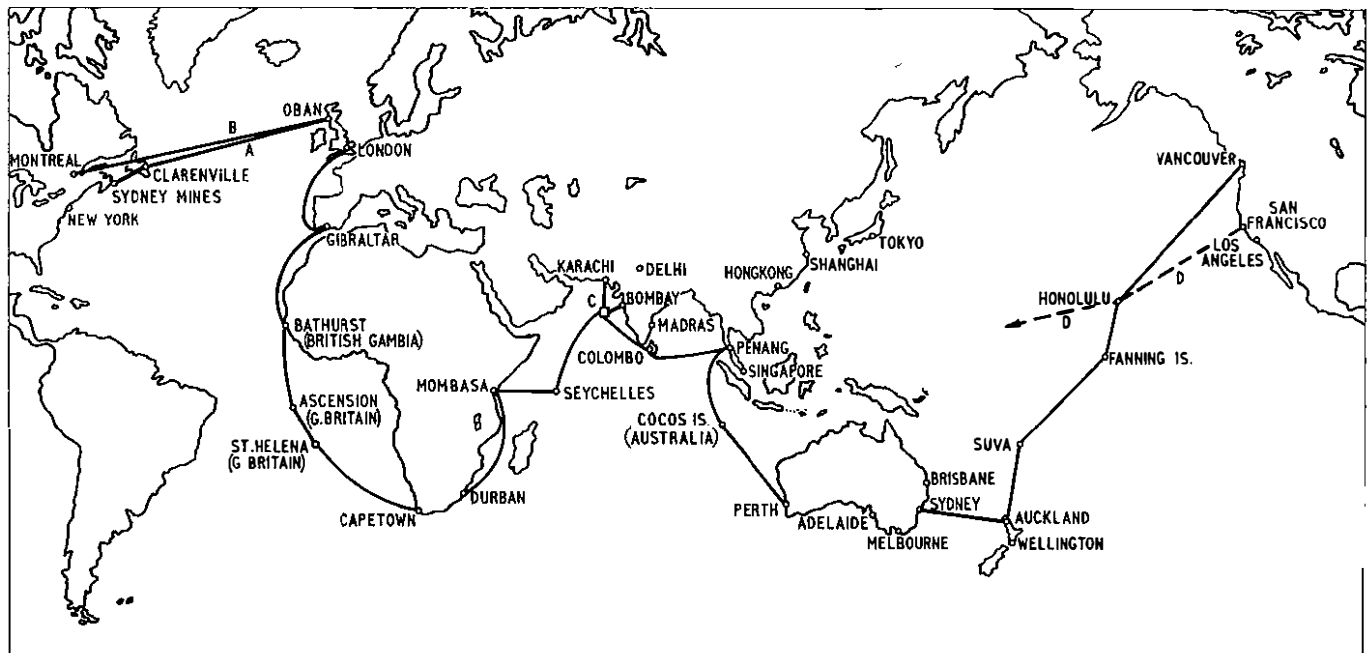 OBAN
B
A
LONDON
MONTREAL
CLARENVILLE
SYDNEY MINES
NEW YORK
GIBRALTAR
BATHURST
(BRITISH GAMBIA)
ASCENSION
(G.BRITAIN)
ST.HELENA
(G BRITAIN)
CAPETOWN
DURBAN
MOMBASA
SEYCHELLES
KARACHI
DELHI
C
BOMBAY
MADRAS
COLOMBO
PENANG
SINGAPORE
HONGKONG
SHANGHAI
TOKYO
COCOS IS.
(AUSTRALIA)
PERTH
ADELAIDE
MELBOURNE
BRISBANE
SYDNEY
AUCKLAND
WELLINGTON
SUVA
FANNING IS.
HONOLULU
D
D
VANCOUVER
SAN
FRANCISCO
LOS
ANGELES